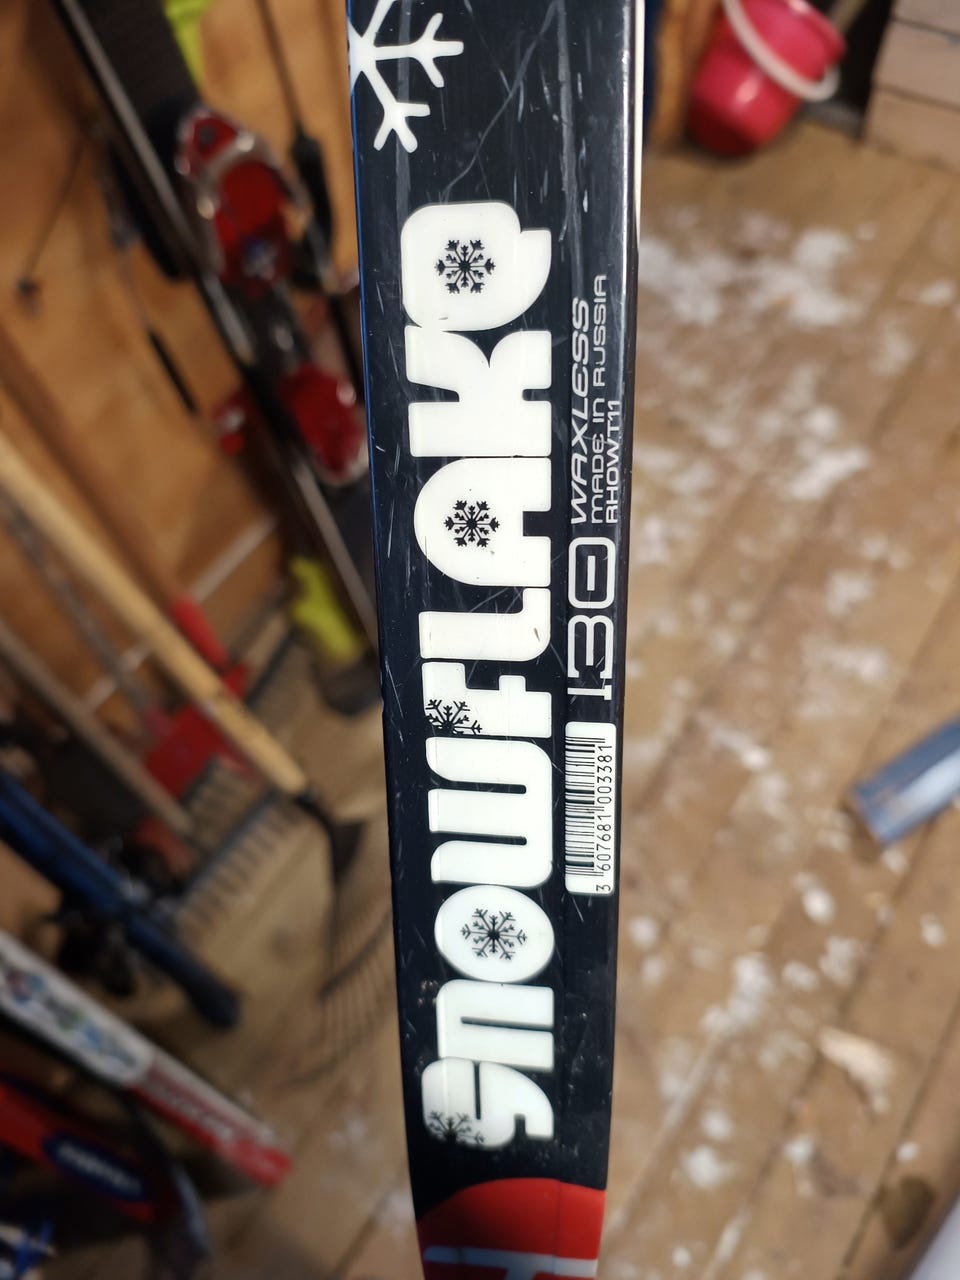 SNOWFLAKE
130
WAXLESS
MADE IN RUSSIA
RHOWT11
3 607681 003381